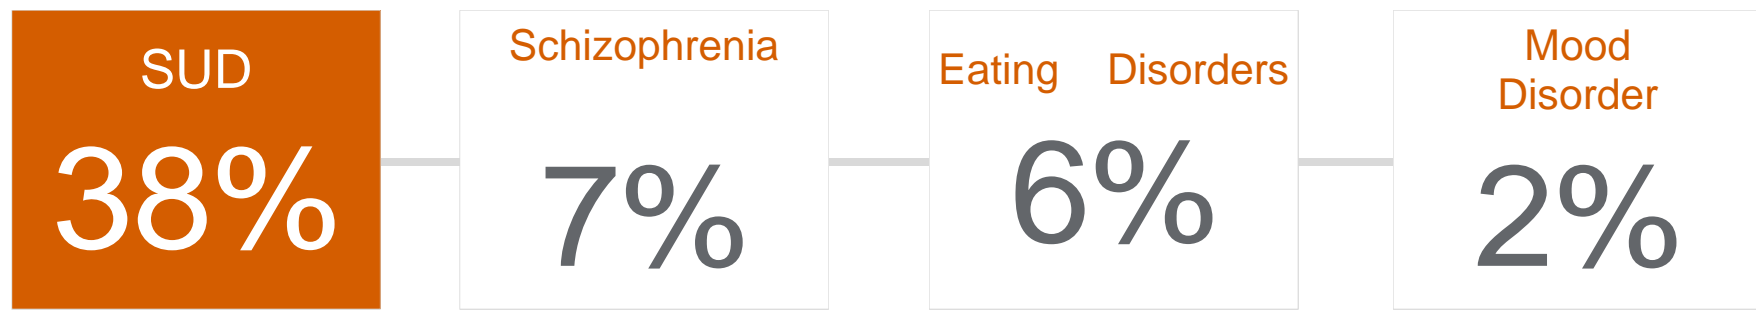 SUD
38%
Schizophrenia
7%
Eating Disorders
6%
Mood
Disorder
2%